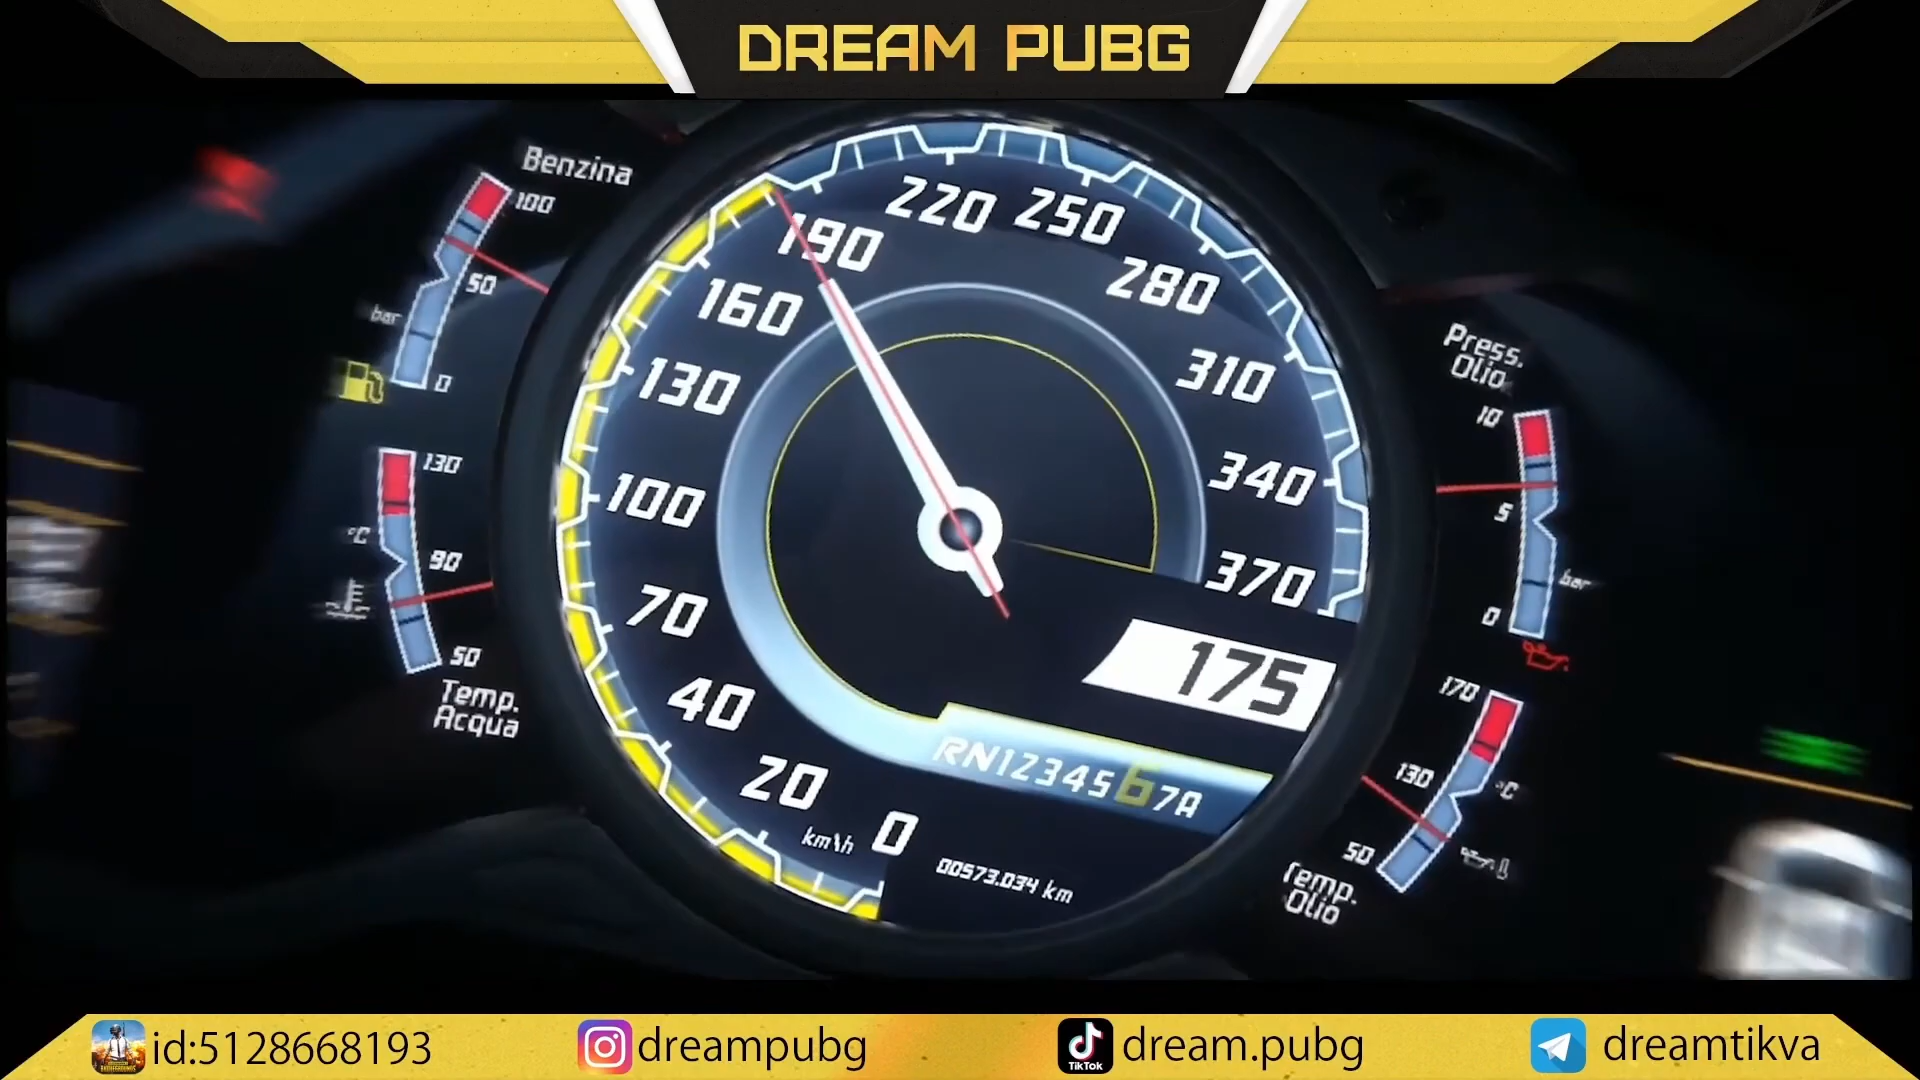 DREAM PUBG
Benzina
100
50
bar
0
130
°C
90
50
Temp.
Acqua
0
20
40
70
100
130
160
190
220
250
280
310
340
370
km\h
175
RN1234567A
00573.034 km
Press.
Olio
10
5
bar
0
170
130
°C
50
Temp.
Olio
id:5128668193
dreampubg
TikTok
dream.pubg
dreamtikva